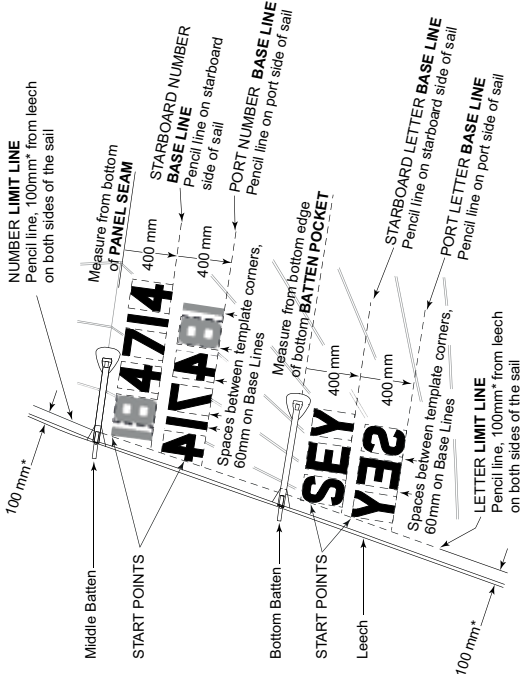 NUMBER LIMIT LINE
Pencil line, 100mm* from leech
on both sides of the sail
100 mm*
Middle Batten
START POINTS
Measure from bottom
of PANEL SEAM
400 mm
400 mm
184714
184714
STARBOARD NUMBER
BASE LINE
Pencil line on starboard
side of sail
PORT NUMBER BASE LINE
Pencil line on port side of sail
Spaces between template corners,
60mm on Base Lines
Bottom Batten
START POINTS
Leech
Measure from bottom edge
of bottom BATTEN POCKET
400 mm
400 mm
SEY
SEY
STARBOARD LETTER BASE LINE
Pencil line on starboard side of sail
PORT LETTER BASE LINE
Pencil line on port side of sail
Spaces between template corners,
60mm on Base Lines
LETTER LIMIT LINE
Pencil line, 100mm* from leech
on both sides of the sail
100 mm*